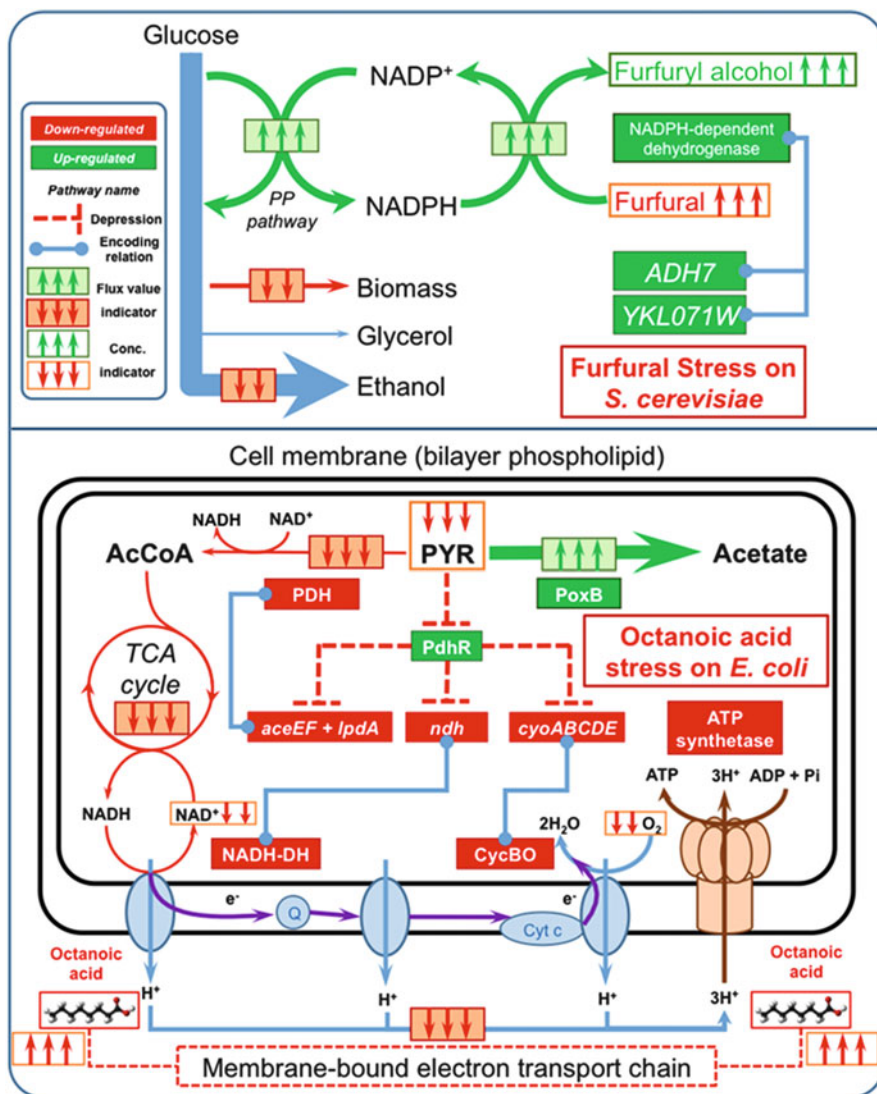 Glucose
NADP+
Furfuryl alcohol
Down-regulated
Up-regulated
Pathway name
Depression
Encoding
relation
Flux value
indicator
Conc.
indicator
NADPH-dependent
dehydrogenase
PP
pathway
NADPH
Furfural
Biomass
ADH7
Glycerol
YKL071W
Ethanol
Furfural Stress on
S. cerevisiae
Cell membrane (bilayer phospholipid)
NADH
NAD+
AcCoA
PYR
Acetate
PDH
PoxB
TCA
cycle
PdhR
Octanoic acid
stress on E. coli
aceEF + lpdA
ndh
cyoABCDE
ATP
synthetase
ATP
3H+
ADP + Pi
NADH
NAD+
2H2O
O2
NADH-DH
CycBO
e-
Q
e-
Cyt c
Octanoic
acid
Octanoic
acid
H+
H+
H+
3H+
Membrane-bound electron transport chain